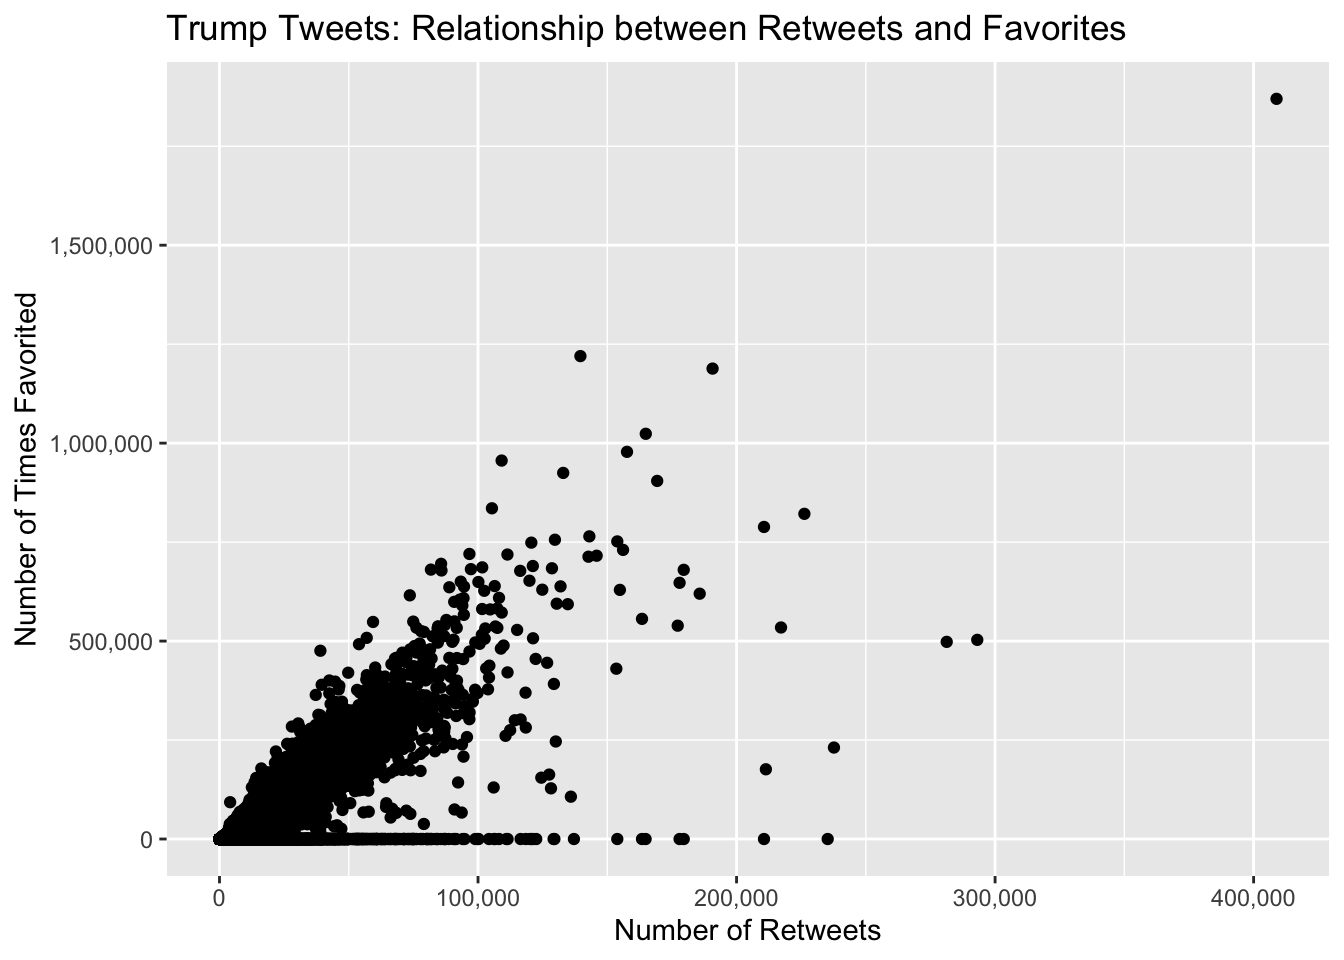 Trump Tweets: Relationship between Retweets and Favorites
Number of Times Favorited
1,500,000
1,000,000
500,000
0
0 100,000 200,000 300,000 400,000
Number of Retweets